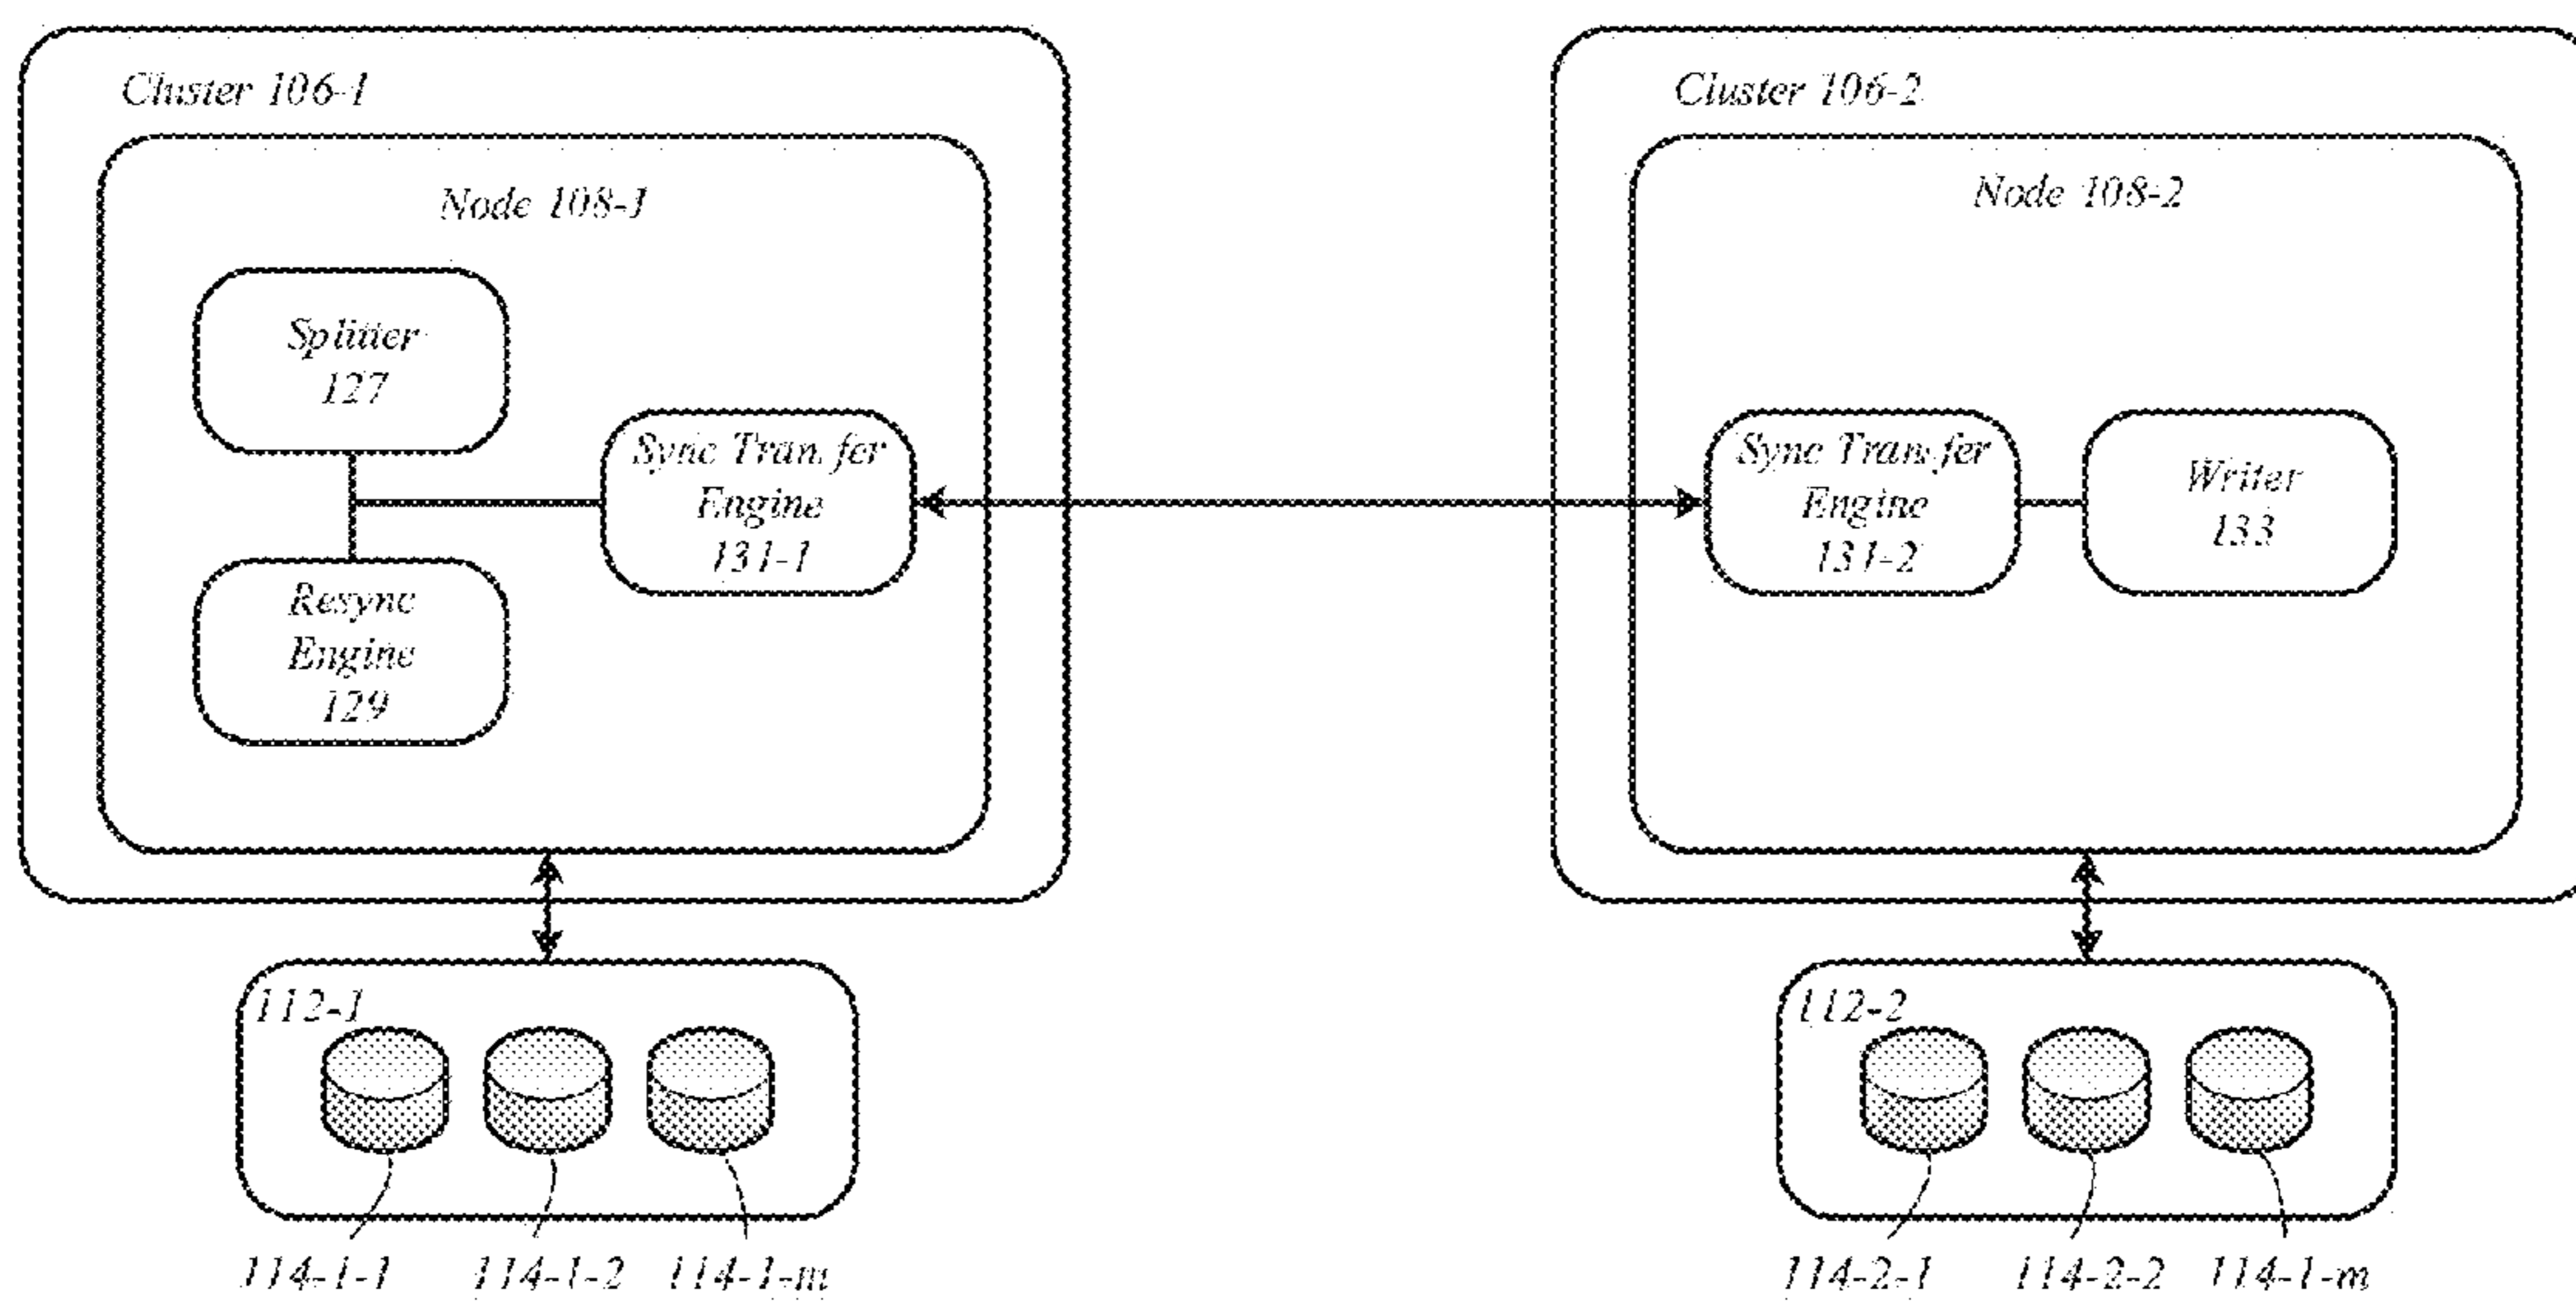 Cluster 106-1
Node 108-1
Splitter
127
Sync Transfer
Engine
131-1
Resync
Engine
129
112-1
114-1-1
114-1-2
114-1-m
Cluster 106-2
Node 108-2
Sync Transfer
Engine
131-2
Writer
133
112-2
114-2-1
114-2-2
114-1-m